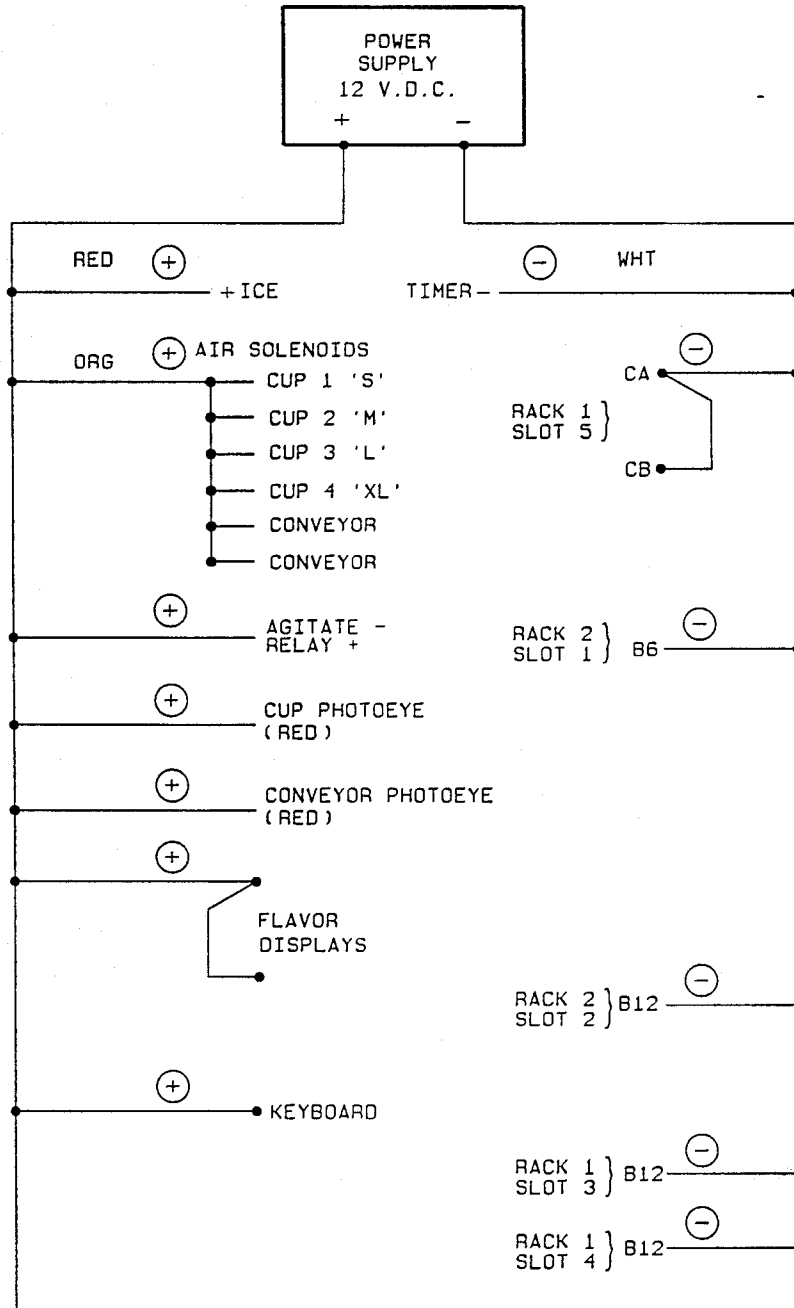 POWER
SUPPLY
12 V.D.C.
+ −
RED + +ICE
TIMER− − WHT
ORG + AIR SOLENOIDS
CUP 1 'S'
CUP 2 'M'
CUP 3 'L'
CUP 4 'XL'
CONVEYOR
CONVEYOR
−
CA
RACK 1
SLOT 5 }
CB
+
AGITATE −
RELAY +
−
RACK 2
SLOT 1 } B6
+
CUP PHOTOEYE
(RED)
+
CONVEYOR PHOTOEYE
(RED)
+
FLAVOR
DISPLAYS
−
RACK 2
SLOT 2 } B12
+
KEYBOARD
−
RACK 1
SLOT 3 } B12
−
RACK 1
SLOT 4 } B12